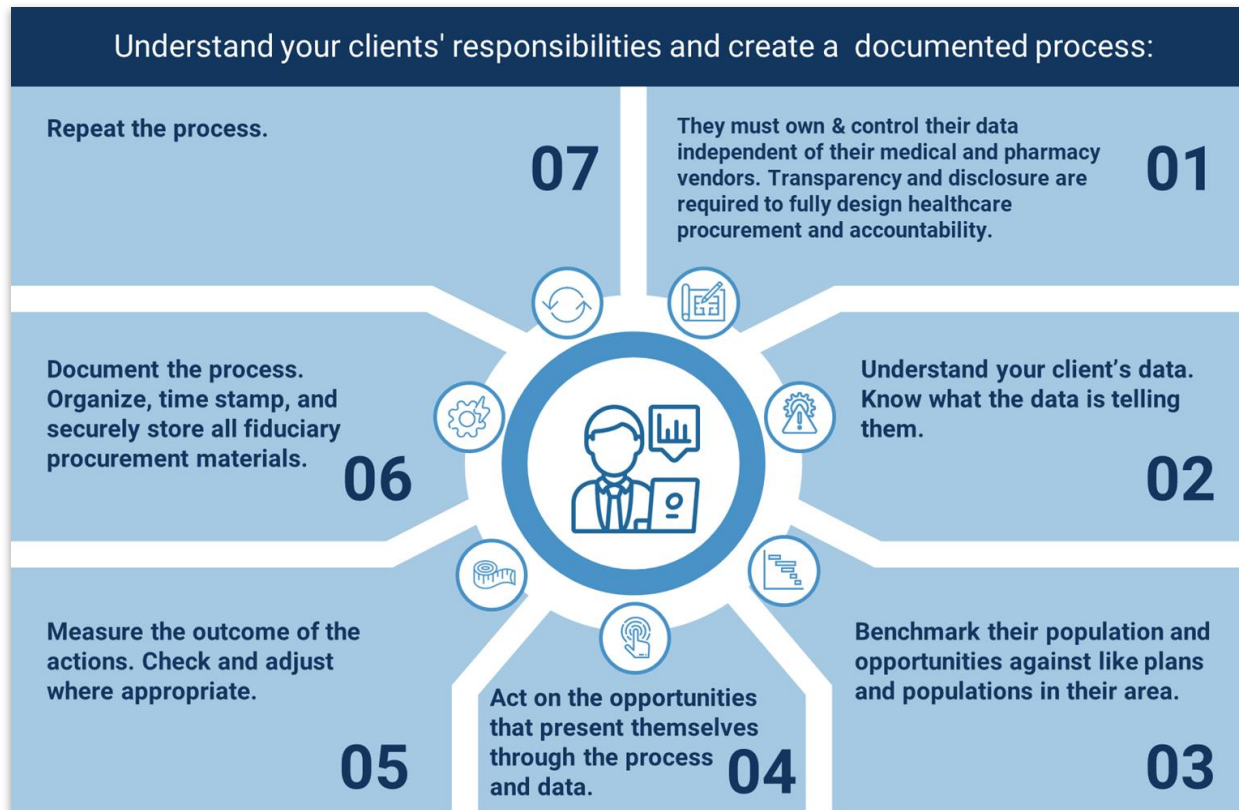 Understand your clients' responsibilities and create a  documented process:
They must own & control their data
independent of their medical and pharmacy
vendors. Transparency and disclosure are
required to fully design healthcare
procurement and accountability.
01
Understand your client’s data.
Know what the data is telling
them.
02
Benchmark their population and
opportunities against like plans
and populations in their area.
03
Act on the opportunities
that present themselves
through the process
and data.
04
Measure the outcome of the
actions. Check and adjust
where appropriate.
05
Document the process.
Organize, time stamp, and
securely store all fiduciary
procurement materials.
06
Repeat the process.
07